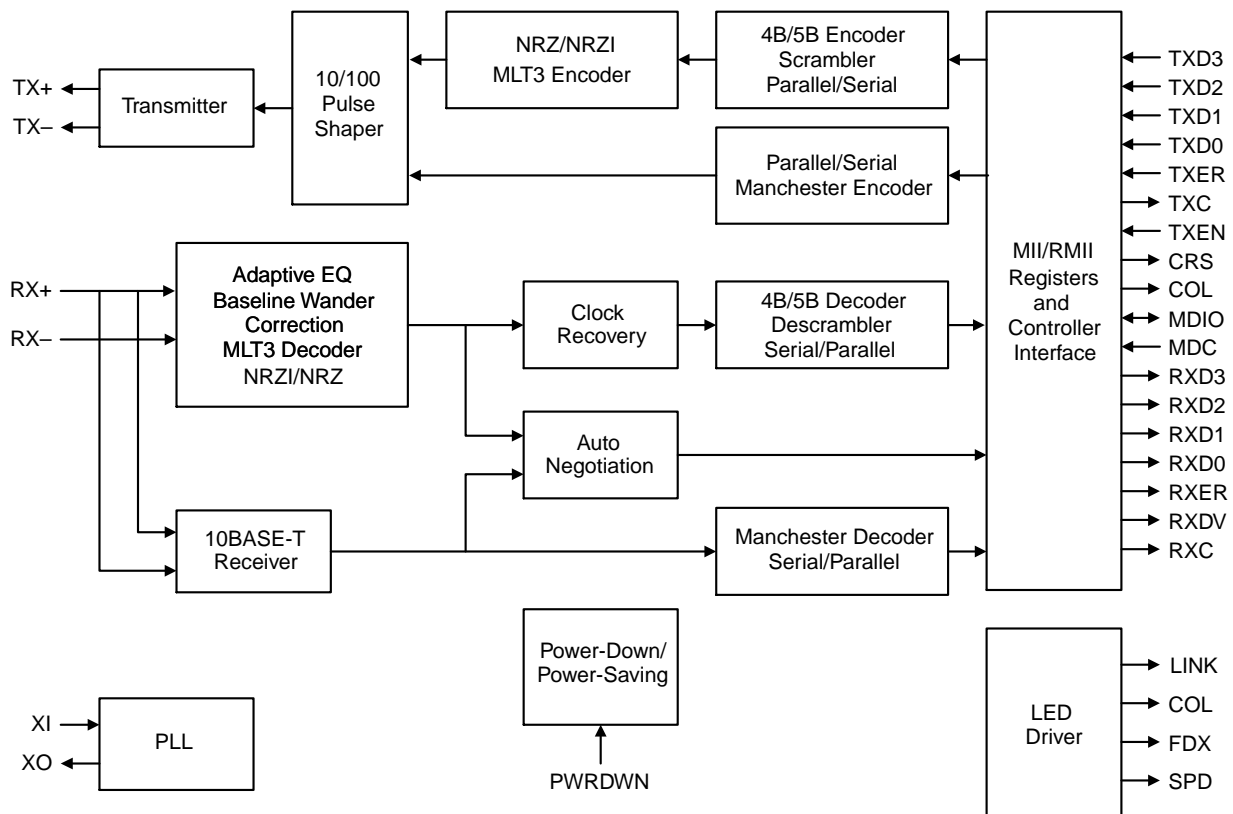 TX+
TX–
Transmitter
10/100
Pulse
Shaper
NRZ/NRZI
MLT3 Encoder
4B/5B Encoder
Scrambler
Parallel/Serial
Parallel/Serial
Manchester Encoder
RX+
RX–
Adaptive EQ
Baseline Wander
Correction
MLT3 Decoder
NRZI/NRZ
Clock
Recovery
4B/5B Decoder
Descrambler
Serial/Parallel
Auto
Negotiation
10BASE-T
Receiver
Manchester Decoder
Serial/Parallel
MII/RMII
Registers
and
Controller
Interface
TXD3
TXD2
TXD1
TXD0
TXER
TXC
TXEN
CRS
COL
MDIO
MDC
RXD3
RXD2
RXD1
RXD0
RXER
RXDV
RXC
XI
XO
PLL
Power-Down/
Power-Saving
PWRDWN
LED
Driver
LINK
COL
FDX
SPD